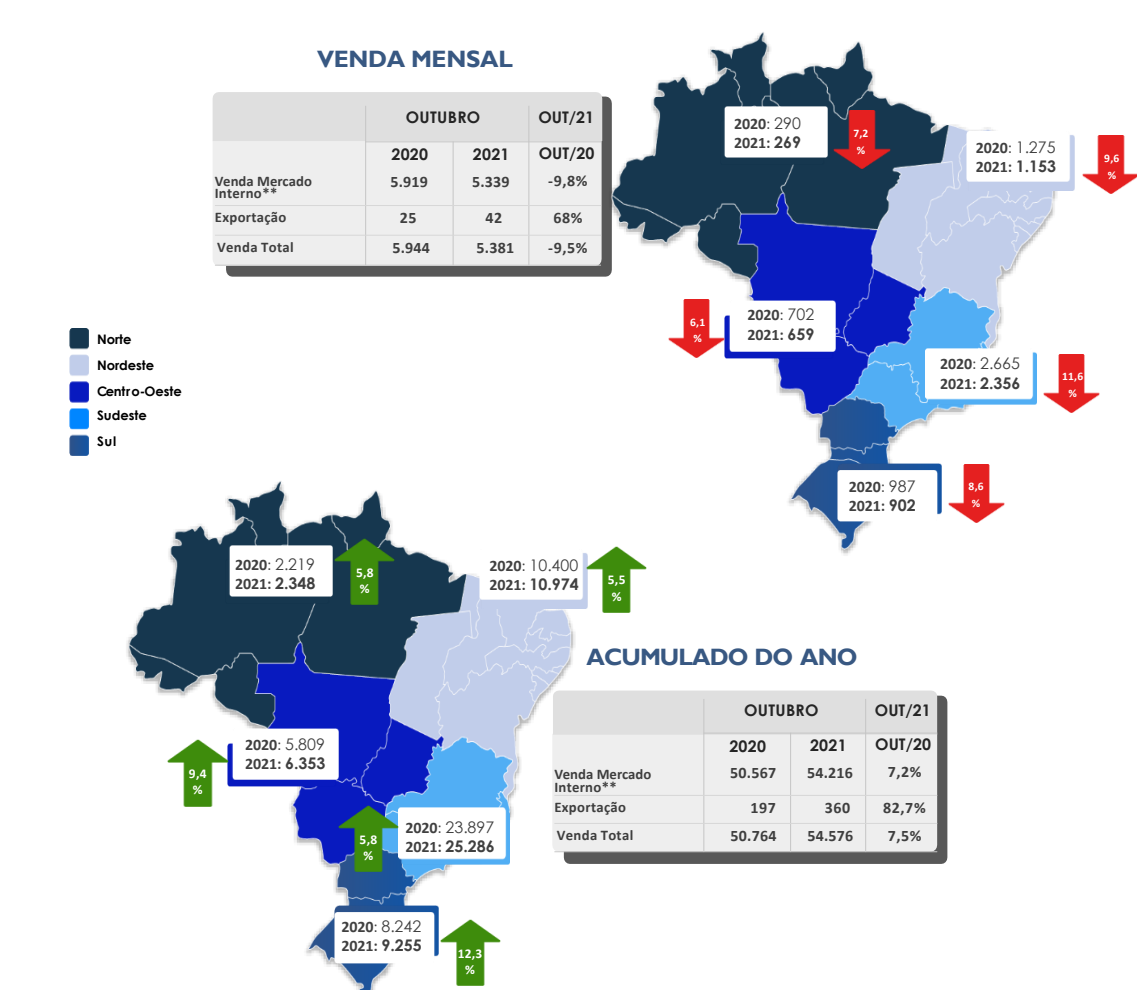 VENDA MENSAL
OUTUBRO OUT/21
2020 2021 OUT/20
Venda Mercado
Interno** 5.919 5.339 -9,8%
Exportação 25 42 68%
Venda Total 5.944 5.381 -9,5%
2020: 290
2021: 269
7,2
%
2020: 1.275
2021: 1.153
9,6
%
2020: 702
2021: 659
6,1
%
2020: 2.665
2021: 2.356
11,6
%
2020: 987
2021: 902
8,6
%
Norte
Nordeste
Centro-Oeste
Sudeste
Sul
2020: 2.219
2021: 2.348
5,8
%
2020: 10.400
2021: 10.974
5,5
%
2020: 5.809
2021: 6.353
9,4
%
2020: 23.897
2021: 25.286
5,8
%
2020: 8.242
2021: 9.255
12,3
%
ACUMULADO DO ANO
OUTUBRO OUT/21
2020 2021 OUT/20
Venda Mercado
Interno** 50.567 54.216 7,2%
Exportação 197 360 82,7%
Venda Total 50.764 54.576 7,5%